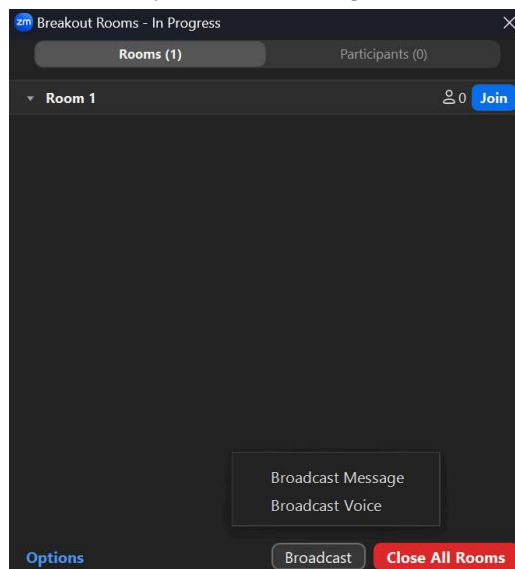 zm Breakout Rooms - In Progress
Rooms (1) Participants (0)
Room 1 0 Join
Broadcast Message
Broadcast Voice
Options Broadcast Close All Rooms